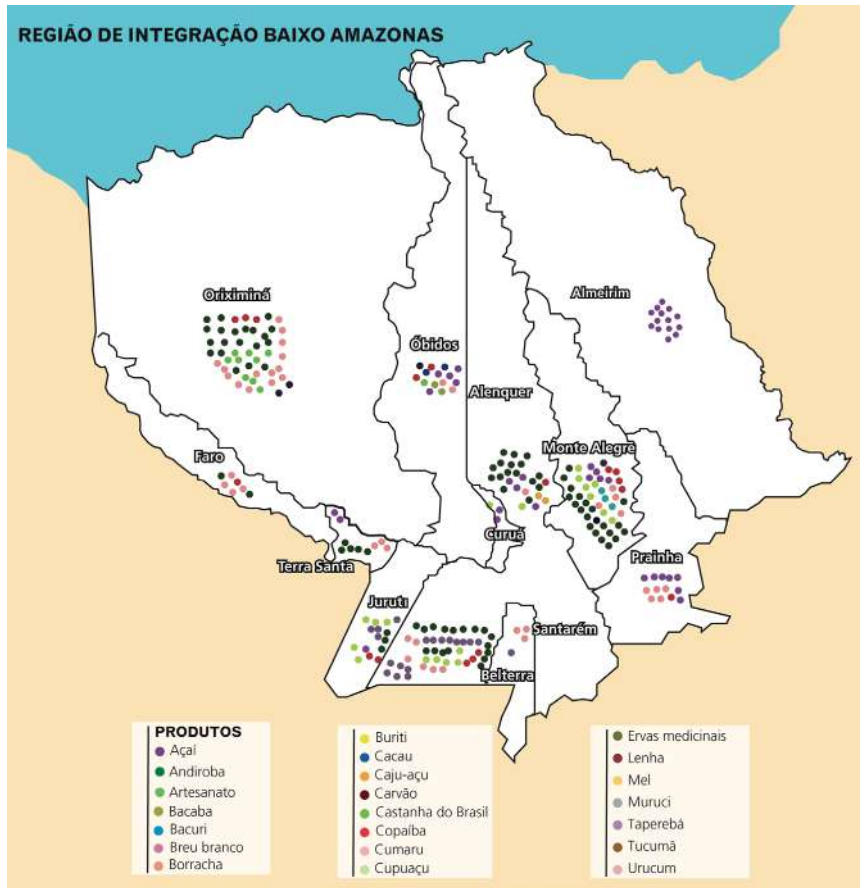 REGIÃO DE INTEGRAÇÃO BAIXO AMAZONAS
Oriximiná
Almeirim
Óbidos
Alenquer
Monte Alegre
Faro
Curuá
Terra Santa
Prainha
Juruti
Santarém
Belterra
PRODUTOS
Açaí
Andiroba
Artesanato
Bacaba
Bacuri
Breu branco
Borracha
Buriti
Cacau
Caju-açu
Carvão
Castanha do Brasil
Copaíba
Cumaru
Cupuaçu
Ervas medicinais
Lenha
Mel
Muruci
Taperebá
Tucumã
Urucum